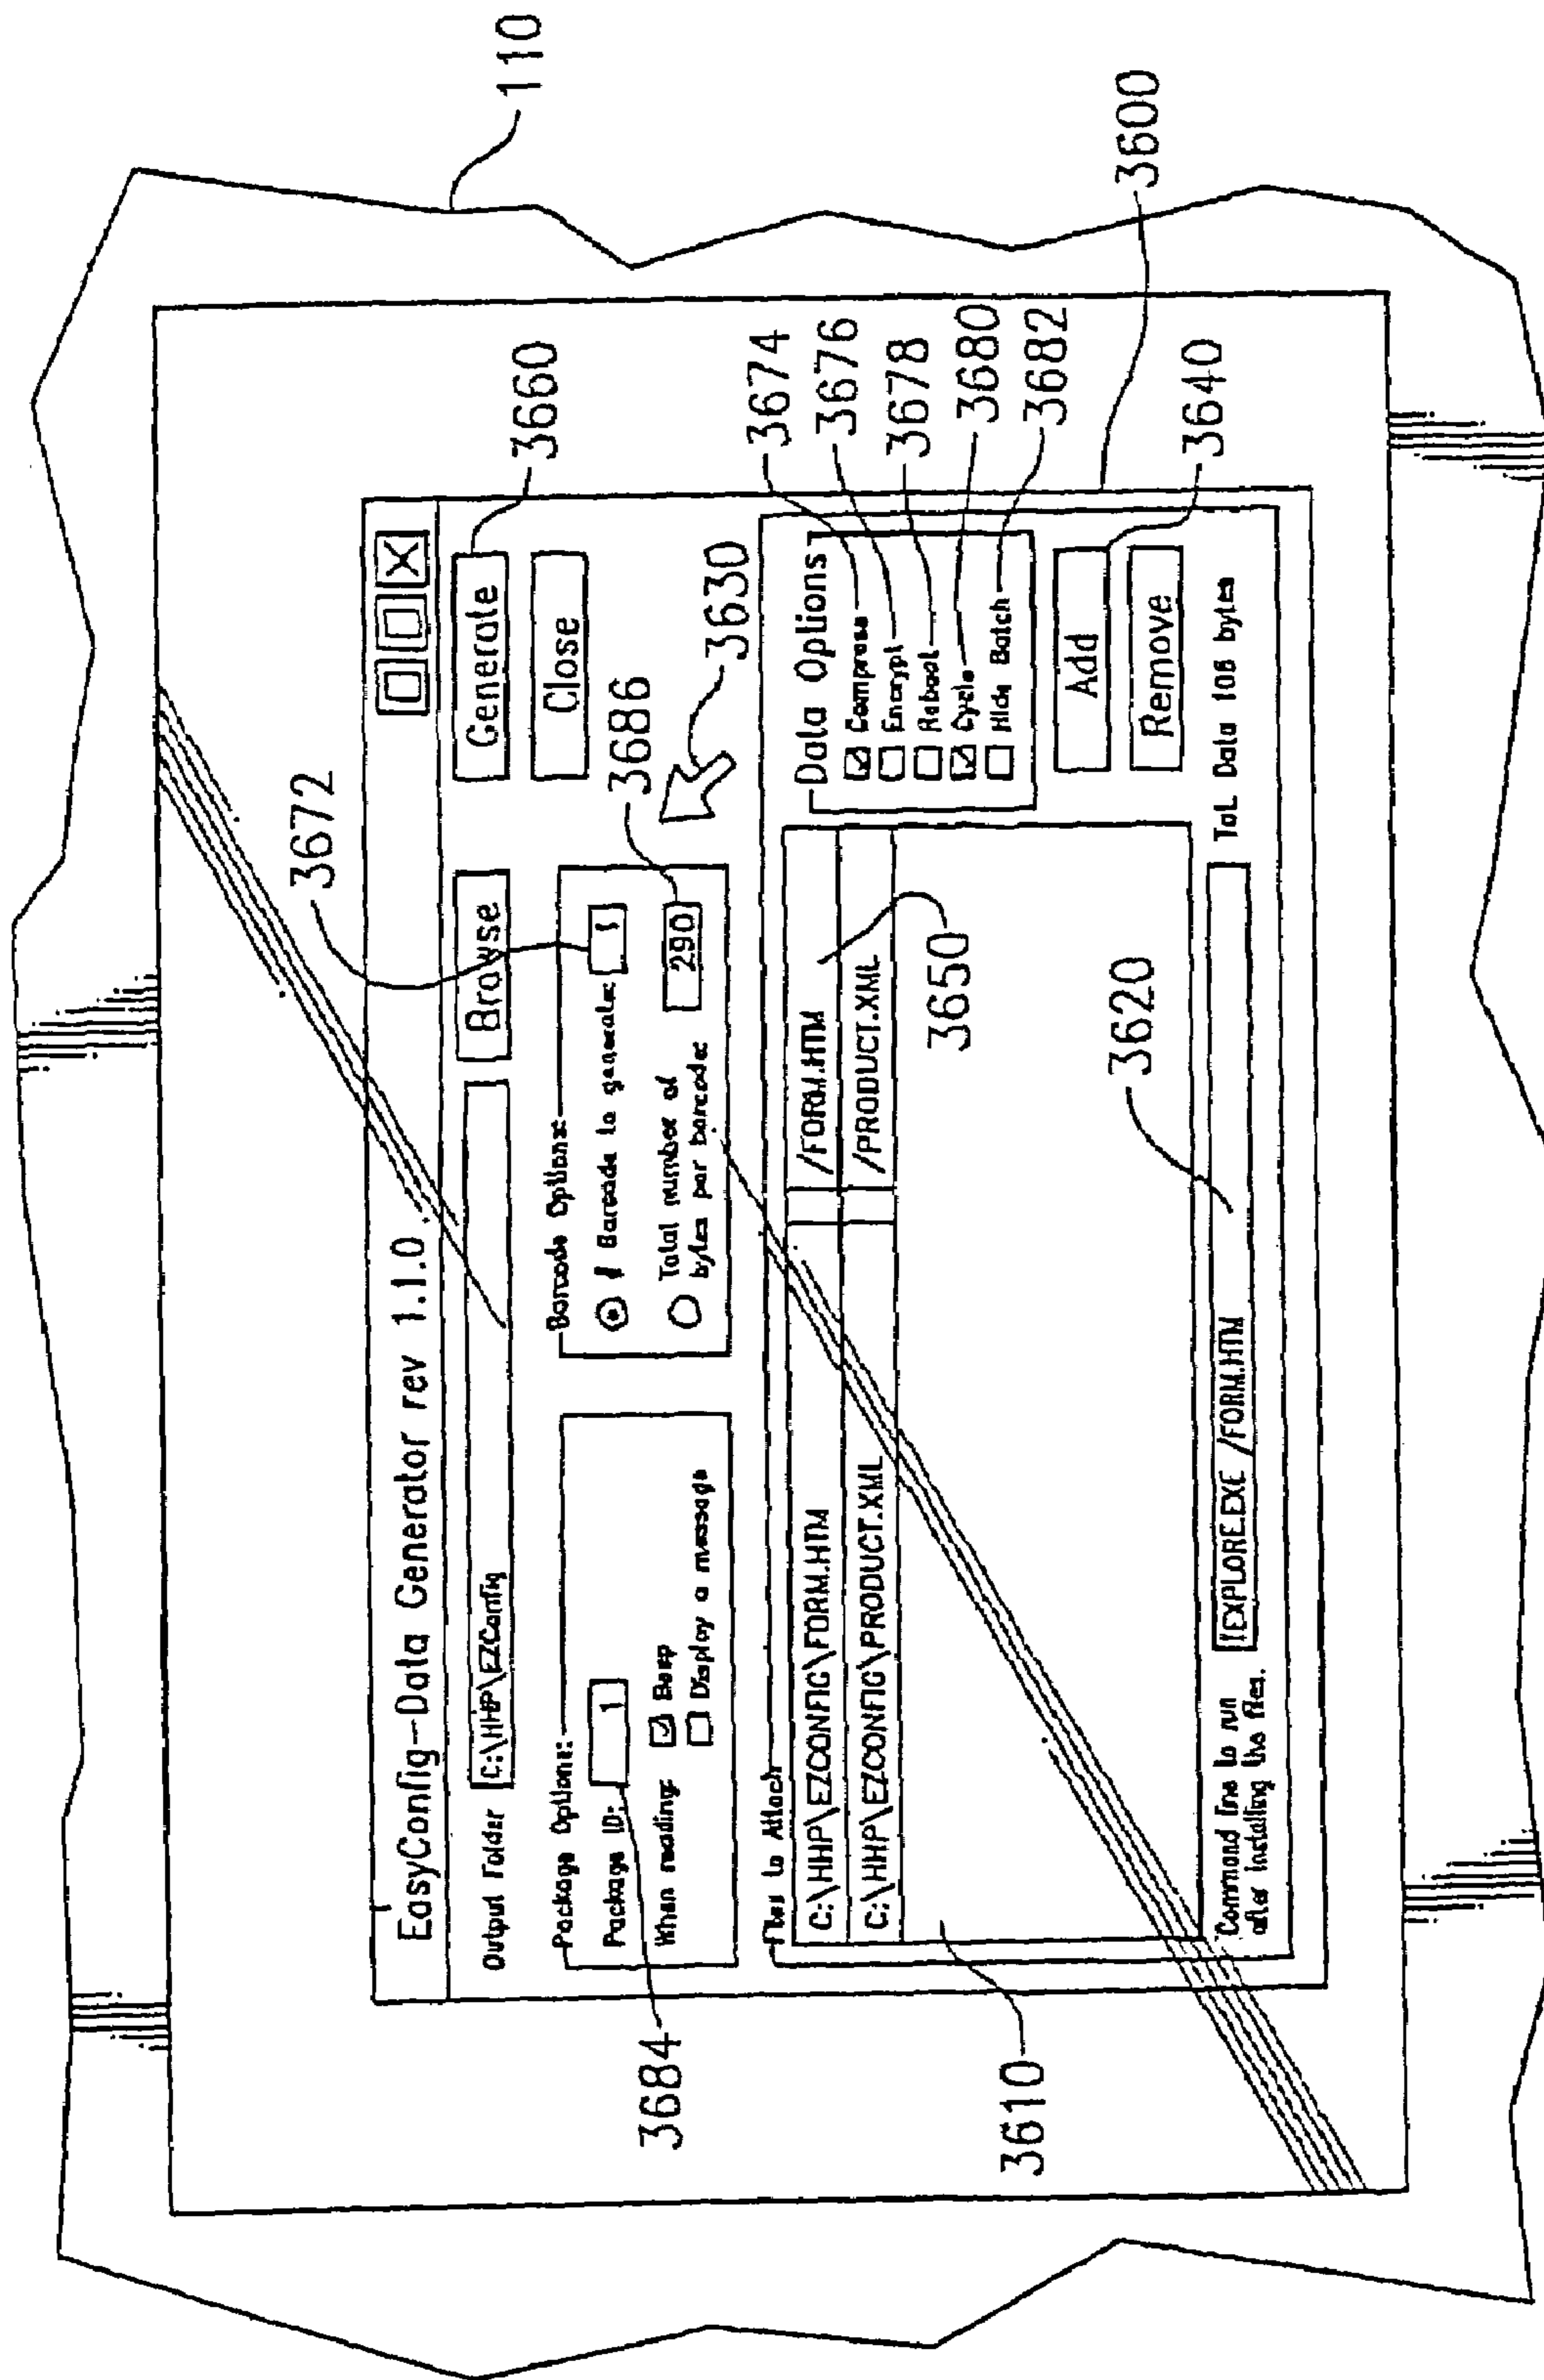 110
EasyConfig--Data Generator rev 1.1.0
Output Folder C:\HHP\EZConfig Browse Generate
3660
Close
3672
Package Options:
Package ID: 1
When reading: Beep
Display a message
3684
Barcode Options:
# Barcode to generate: 1
Total number of
bytes per barcode: 290
3686
3630
Files to Attach
C:\HHP\EZCONFIG\FORM.HTM /FORM.HTM
C:\HHP\EZCONFIG\PRODUCT.XML /PRODUCT.XML
3610
3650
Data Options
Compress 3674
Encrypt 3676
Reboot 3678
Cycle 3680
Hide Batch 3682
Add 3640
Remove
3620
Command line to run
after installing the files.
IEXPLORE.EXE /FORM.HTM
Tot. Data 108 bytes
3600